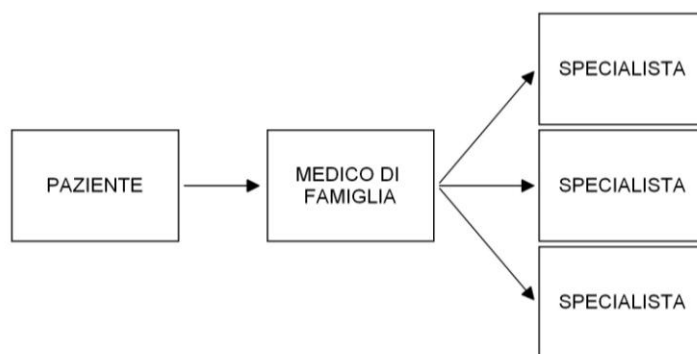 SPECIALISTA
PAZIENTE
MEDICO DI
FAMIGLIA
SPECIALISTA
SPECIALISTA